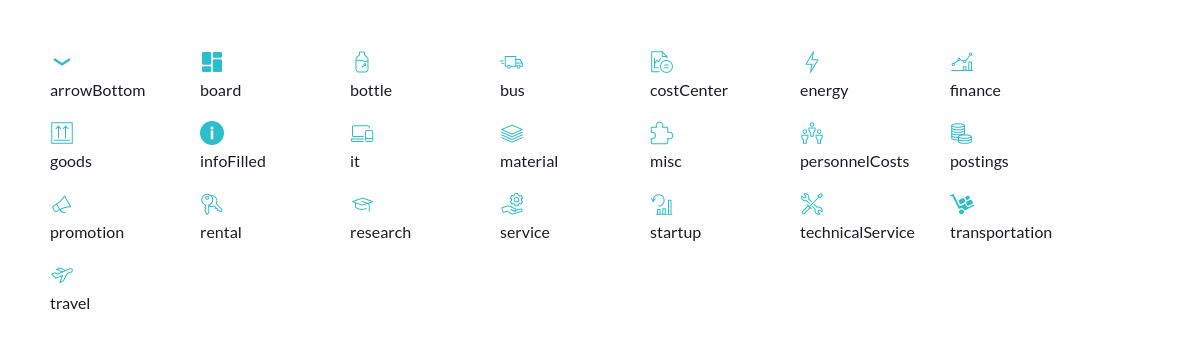 arrowBottom board bottle bus costCenter energy finance
goods infoFilled it material misc personnelCosts postings
promotion rental research service startup technicalService transportation
travel